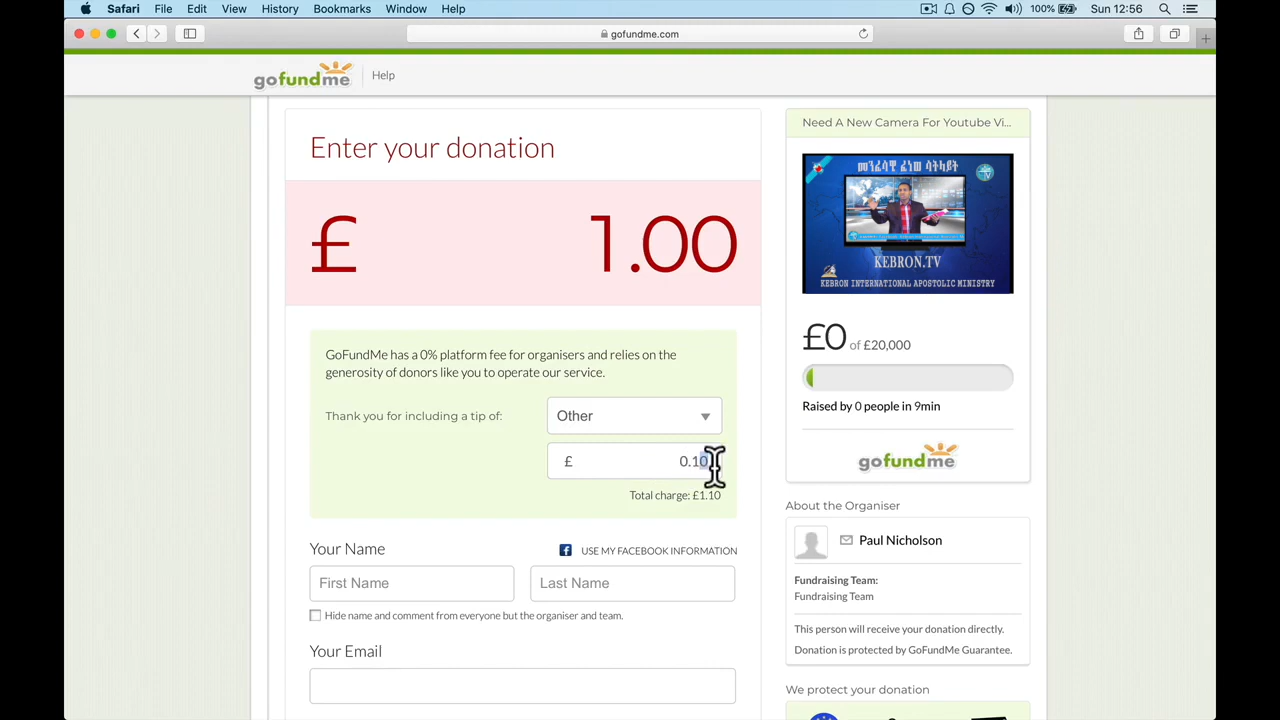 Safari File Edit View History Bookmarks Window Help 100% Sun 12:56
gofundme.com
gofundme Help
Enter your donation
£ 1.00
GoFundMe has a 0% platform fee for organisers and relies on the
generosity of donors like you to operate our service.
Thank you for including a tip of: Other
£ 0.10
Total charge: £1.10
Your Name USE MY FACEBOOK INFORMATION
First Name Last Name
Hide name and comment from everyone but the organiser and team.
Your Email
Need A New Camera For Youtube Vi...
መንፈሳዊ ፈነው ሳትካይት
KEBRON.TV
KEBRON INTERNATIONAL APOSTOLIC MINISTRY
£0 of £20,000
Raised by 0 people in 9min
gofundme
About the Organiser
Paul Nicholson
Fundraising Team:
Fundraising Team
This person will receive your donation directly.
Donation is protected by GoFundMe Guarantee.
We protect your donation